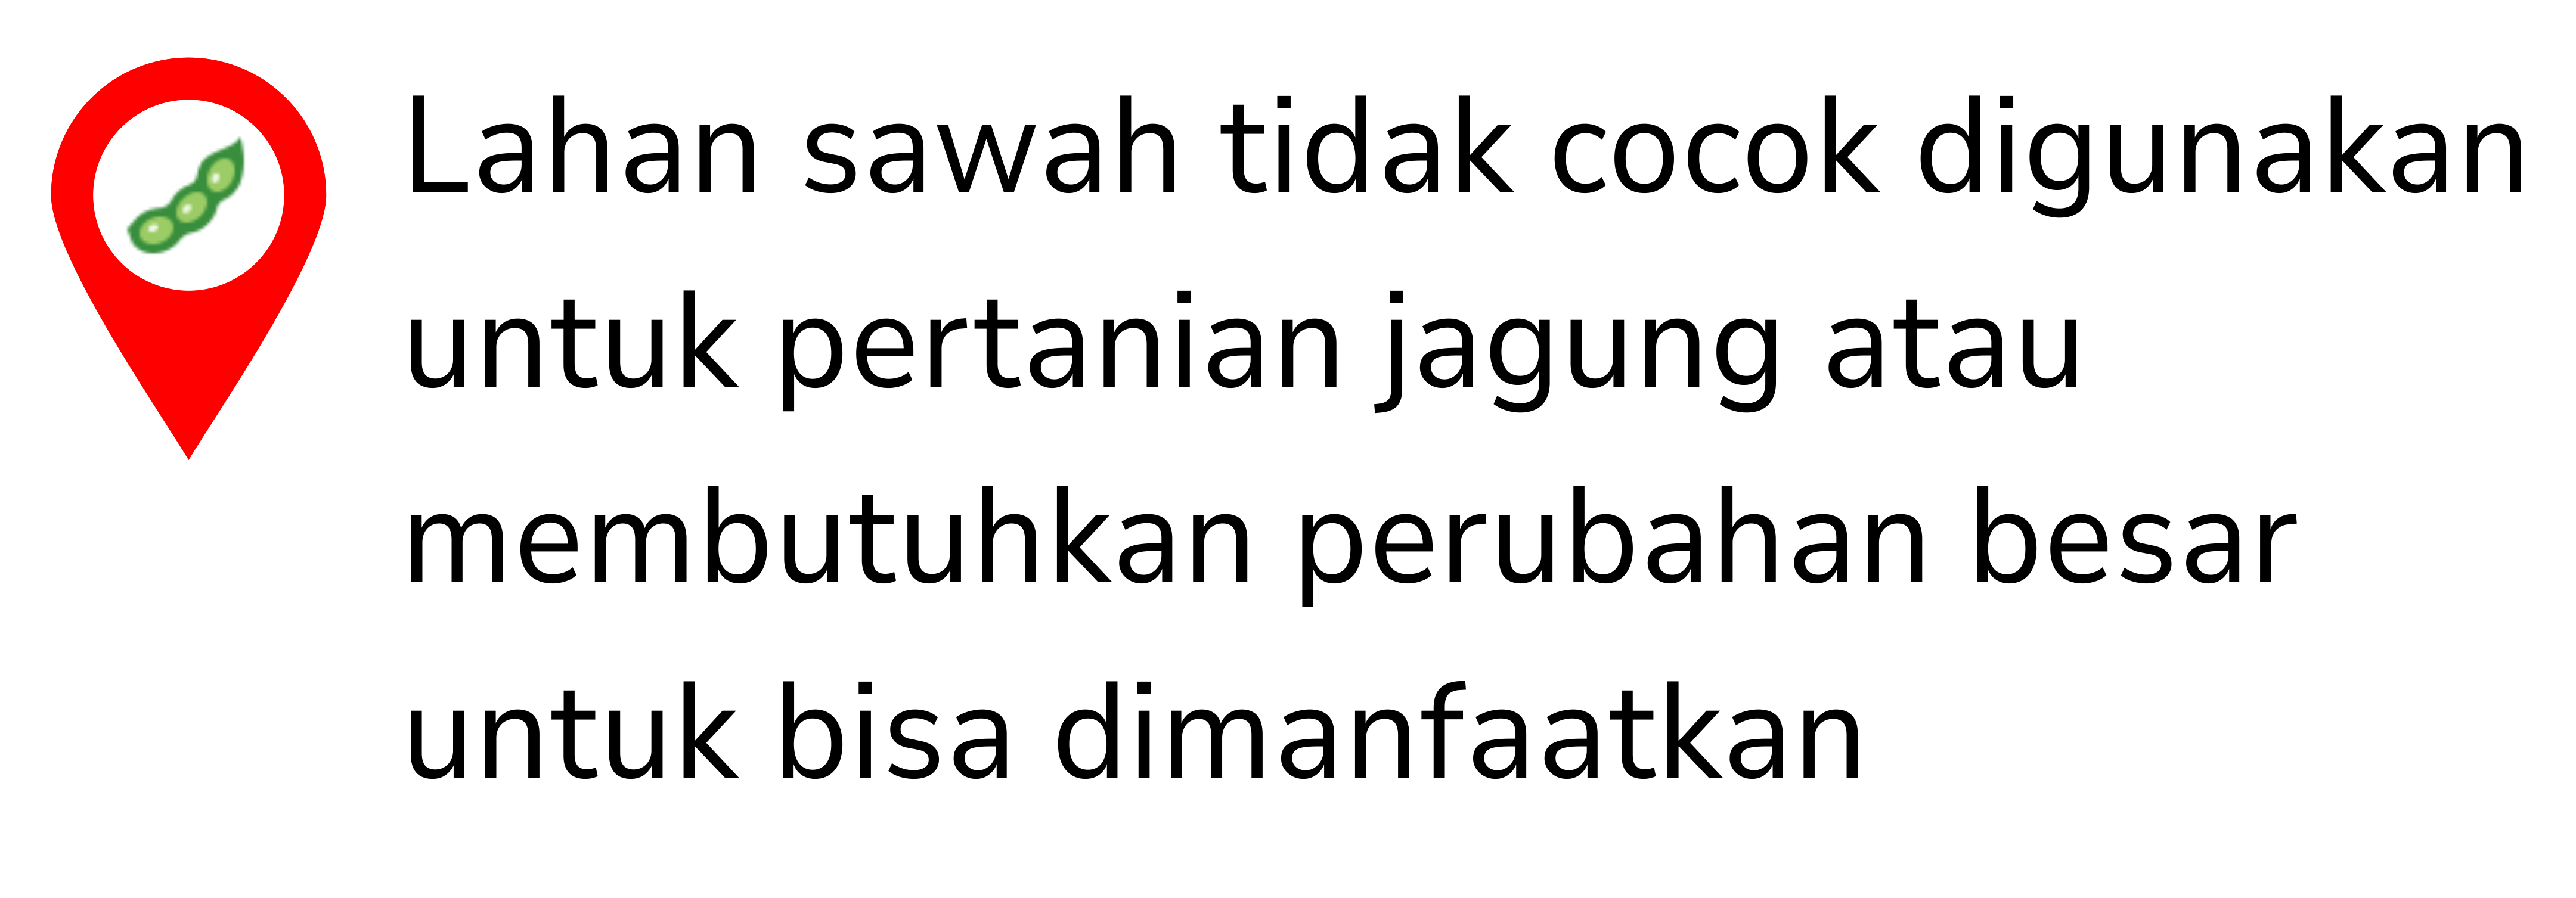 Lahan sawah tidak cocok digunakan
untuk pertanian jagung atau
membutuhkan perubahan besar
untuk bisa dimanfaatkan